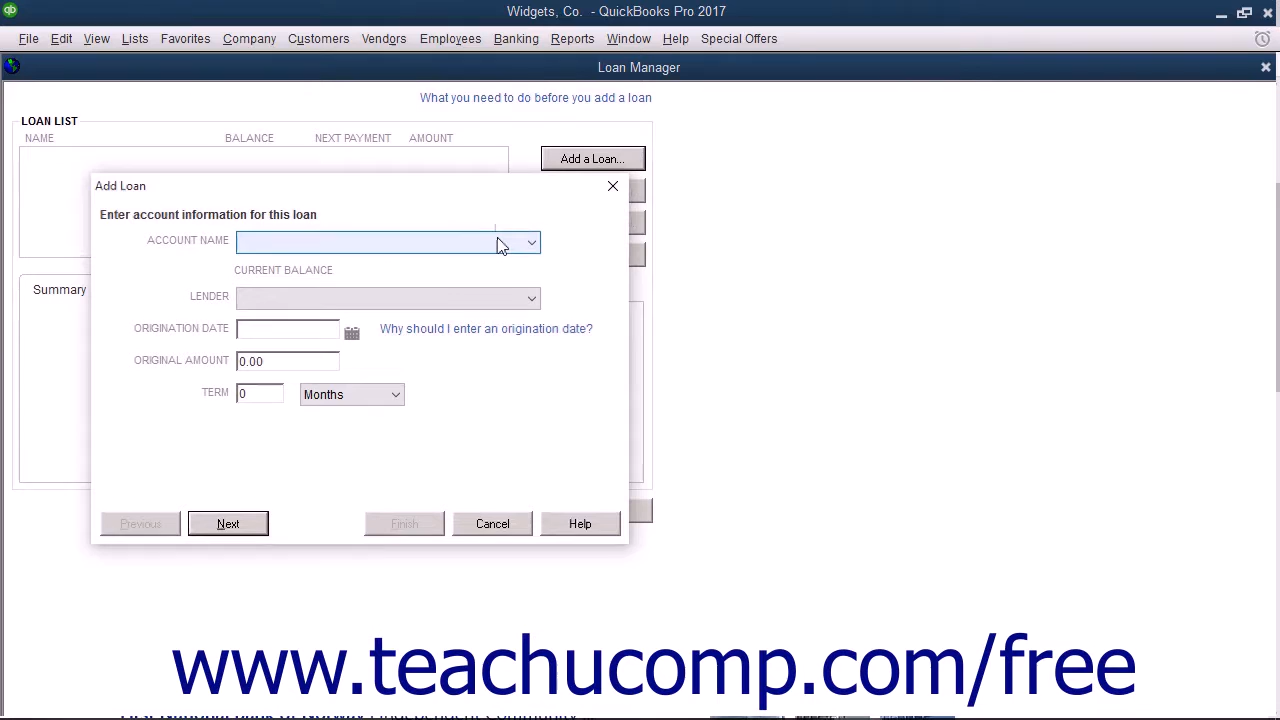 Widgets, Co. - QuickBooks Pro 2017
File Edit View Lists Favorites Company Customers Vendors Employees Banking Reports Window Help Special Offers
Loan Manager
What you need to do before you add a loan
LOAN LIST
NAME BALANCE NEXT PAYMENT AMOUNT
Add a Loan...
Add Loan
Enter account information for this loan
ACCOUNT NAME
CURRENT BALANCE
Summary
LENDER
ORIGINATION DATE Why should I enter an origination date?
ORIGINAL AMOUNT 0.00
TERM 0 Months
Previous Next Finish Cancel Help
www.teachucomp.com/free